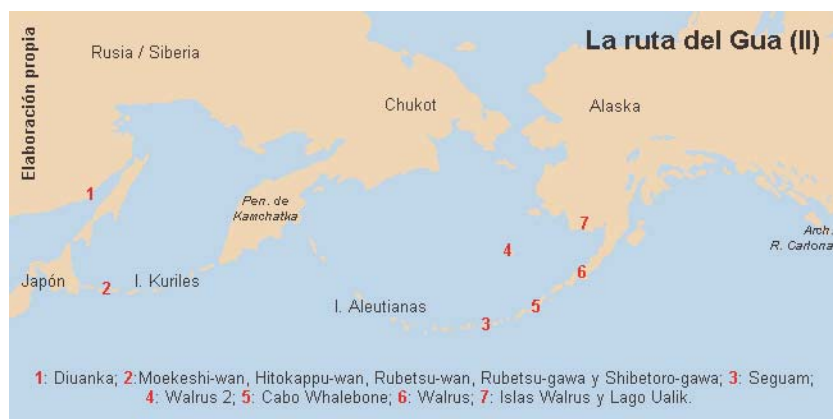 La ruta del Gua (II)
Elaboración propia
Rusia / Siberia
Chukot
Alaska
1
Pen. de
Kamchatka
7
4
Arch.
R. Carlota
Japón
2
I. Kuriles
6
I. Aleutianas
5
3
1: Diuanka; 2:Moekeshi-wan, Hitokappu-wan, Rubetsu-wan, Rubetsu-gawa y Shibetoro-gawa; 3: Seguam;
4: Walrus 2; 5: Cabo Whalebone; 6: Walrus; 7: Islas Walrus y Lago Ualik.